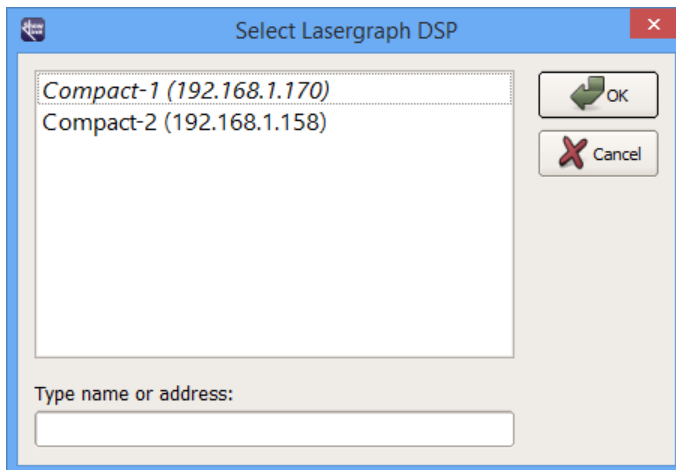 Select Lasergraph DSP
Compact-1 (192.168.1.170)
Compact-2 (192.168.1.158)
OK
Cancel
Type name or address: